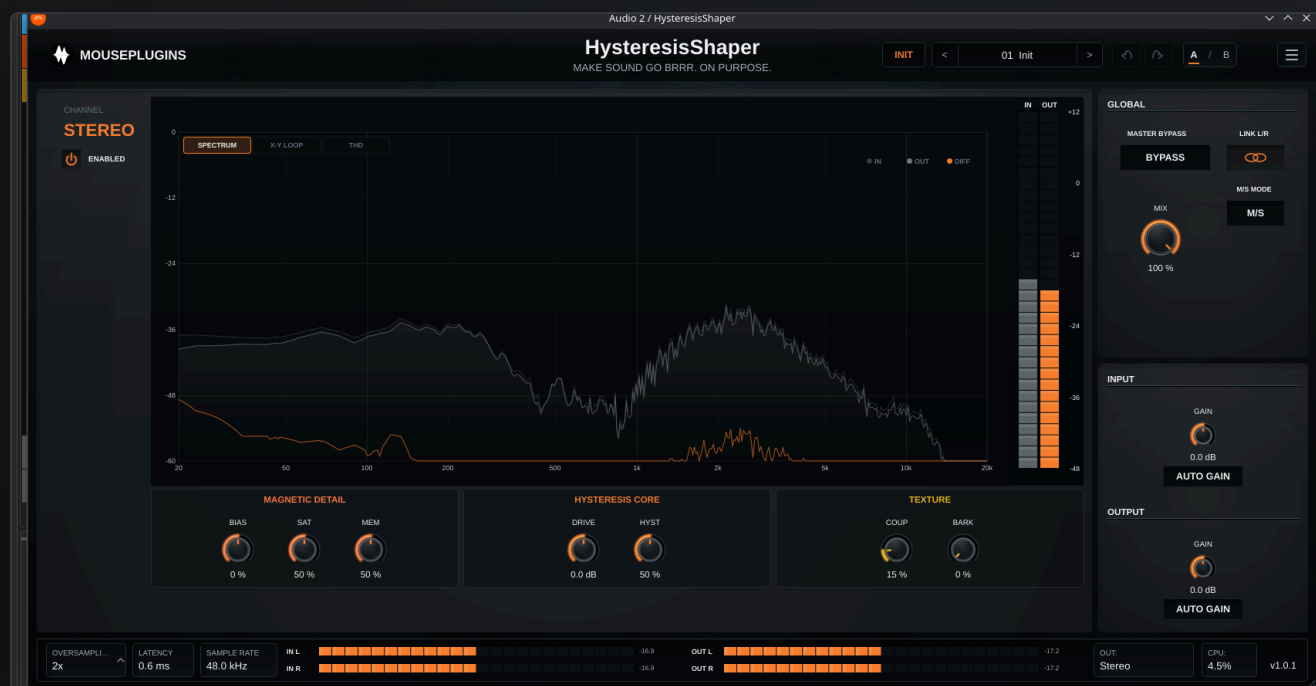 Audio 2 / HysteresisShaper
MOUSEPLUGINS
HysteresisShaper
MAKE SOUND GO BRRR. ON PURPOSE.
INIT
<
01 Init
>
A / B
CHANNEL
STEREO
ENABLED
SPECTRUM
X-Y LOOP
THD
IN
OUT
DIFF
0
-12
-24
-36
-48
-60
20
50
100
200
500
1k
2k
5k
10k
20k
IN OUT
+12
0
-12
-24
-36
-48
MAGNETIC DETAIL
BIAS SAT MEM
0 % 50 % 50 %
HYSTERESIS CORE
DRIVE HYST
0.0 dB 50 %
TEXTURE
COUP BARK
15 % 0 %
GLOBAL
MASTER BYPASS
BYPASS
LINK L/R
M/S MODE
M/S
MIX
100 %
INPUT
GAIN
0.0 dB
AUTO GAIN
OUTPUT
GAIN
0.0 dB
AUTO GAIN
OVERSAMPLI...
2x
LATENCY
0.6 ms
SAMPLE RATE
48.0 kHz
IN L -16.9
IN R -16.9
OUT L -17.2
OUT R -17.2
OUT:
Stereo
CPU:
4.5%
v1.0.1